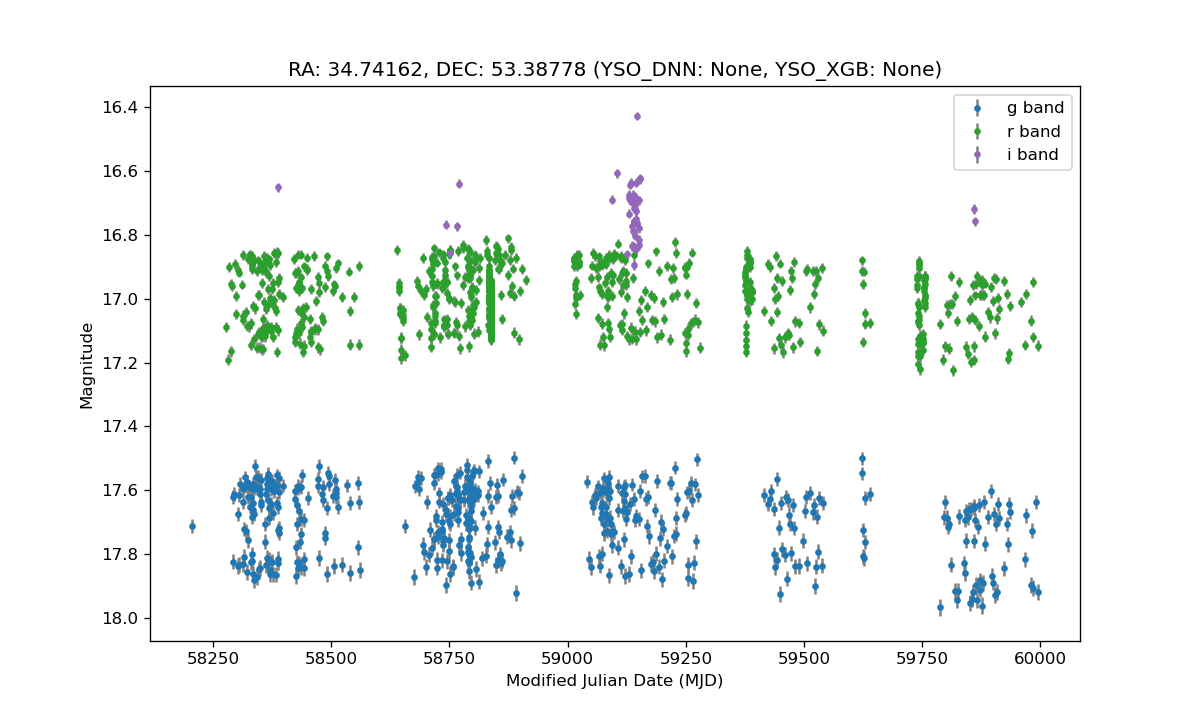 RA: 34.74162, DEC: 53.38778 (YSO_DNN: None, YSO_XGB: None)
g band
r band
i band
16.4
16.6
16.8
17.0
17.2
17.4
17.6
17.8
18.0
Magnitude
58250
58500
58750
59000
59250
59500
59750
60000
Modified Julian Date (MJD)